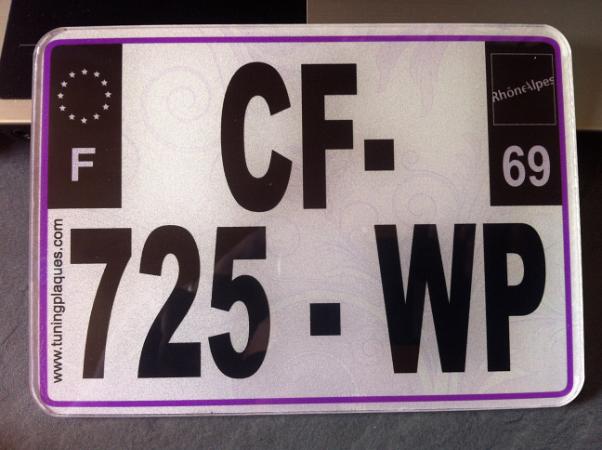 F
CF-
RhôneAlpes
69
725-WP
www.tuningplaques.com